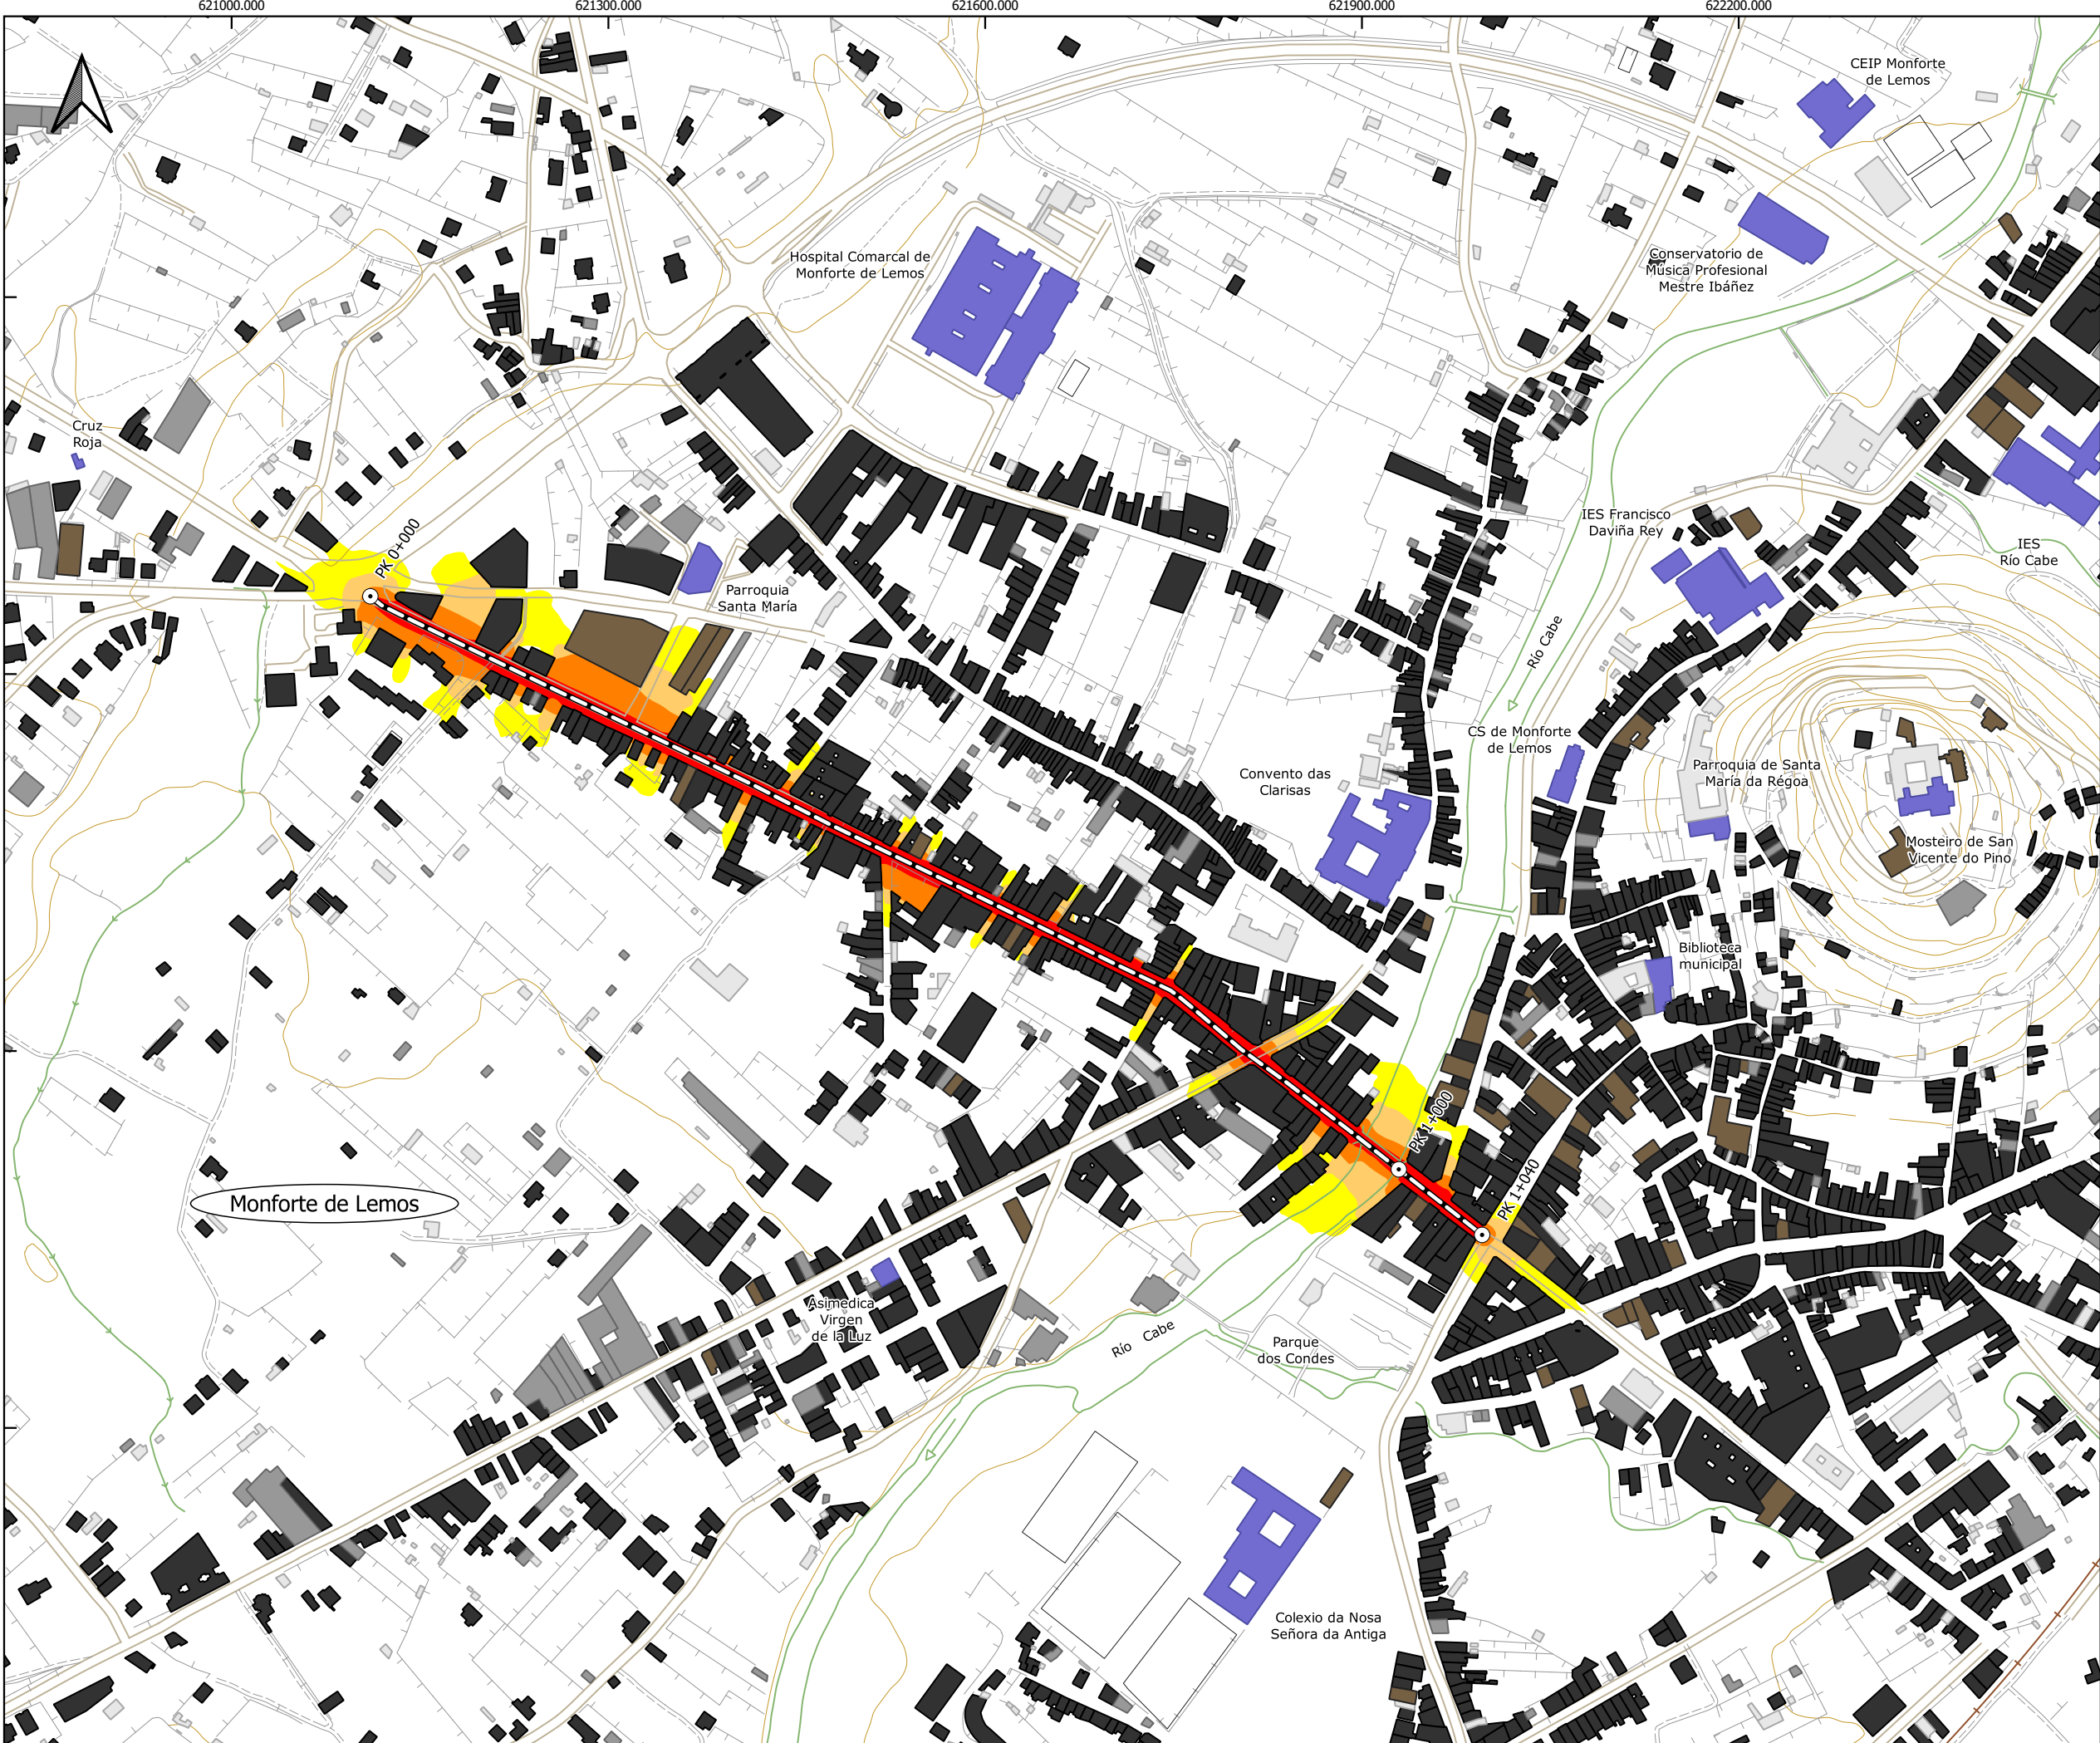 621000.000
621300.000
621600.000
621900.000
622200.000
CEIP Monforte
de Lemos
Hospital Comarcal de
Monforte de Lemos
Conservatorio de
Música Profesional
Mestre Ibáñez
Cruz
Roja
PK 0+000
IES Francisco
Daviña Rey
IES
Río Cabe
Parroquia
Santa María
Río Cabe
CS de Monforte
de Lemos
Convento das
Clarisas
Parroquia de Santa
María da Régoa
Mosteiro de San
Vicente do Pino
Biblioteca
municipal
PK 1+000
PK 1+040
Monforte de Lemos
Asimedica
Virgen
de la Luz
Río Cabe
Parque
dos Condes
Colexio da Nosa
Señora da Antiga